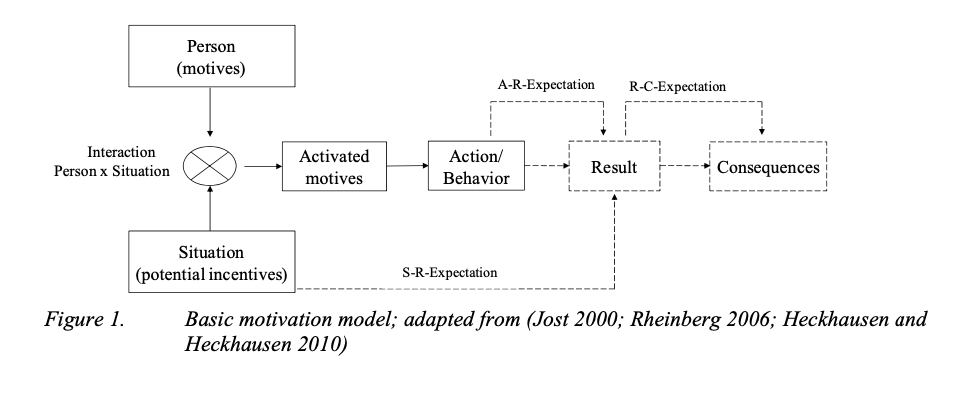 Person
(motives)
A-R-Expectation
R-C-Expectation
Interaction
Person x Situation
Activated
motives
Action/
Behavior
Result
Consequences
Situation
(potential incentives)
S-R-Expectation
Figure 1. Basic motivation model; adapted from (Jost 2000; Rheinberg 2006; Heckhausen and
Heckhausen 2010)